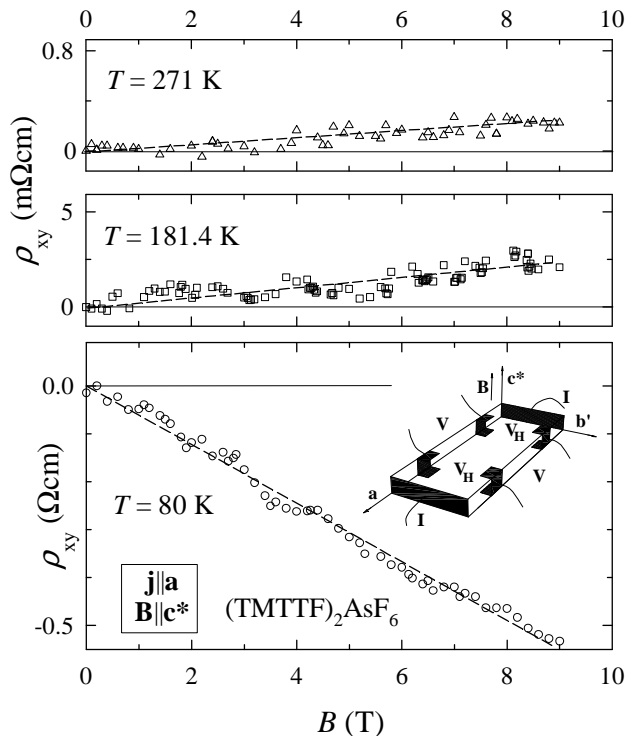 0 2 4 6 8 10
0.8
T = 271 K
0
ρxy (mΩcm)
5
T = 181.4 K
0
0.0
c*
B
I
V
b'
VH
VH
V
a
I
T = 80 K
ρxy (Ωcm)
j||a
B||c*
(TMTTF)2AsF6
-0.5
0 2 4 6 8 10
B (T)